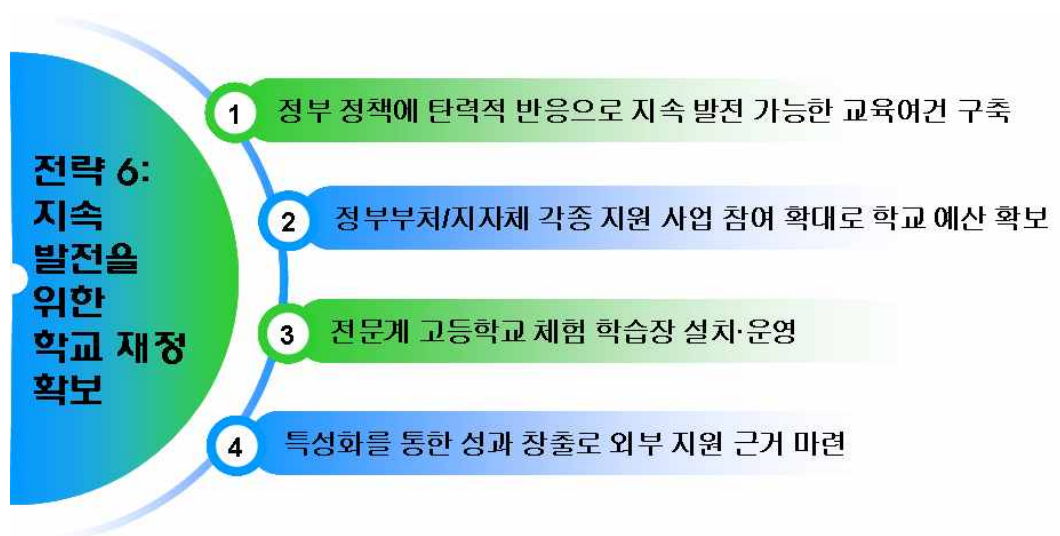 전략 6:
지속
발전을
위한
학교 재정
확보
1 정부 정책에 탄력적 반응으로 지속 발전 가능한 교육여건 구축
2 정부부처/지자체 각종 지원 사업 참여 확대로 학교 예산 확보
3 전문계 고등학교 체험 학습장 설치·운영
4 특성화를 통한 성과 창출로 외부 지원 근거 마련